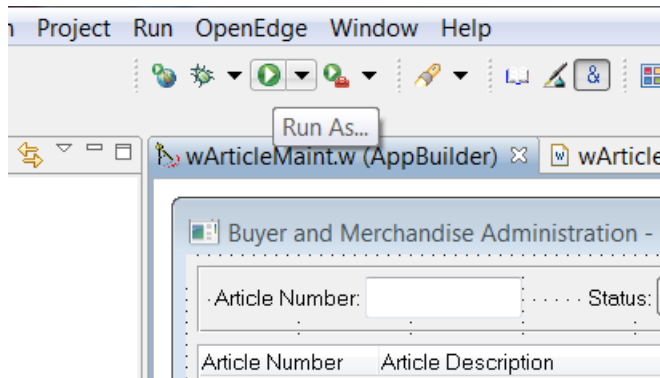 Project Run OpenEdge Window Help
&
Run As...
wArticleMaint.w (AppBuilder) wArticle
Buyer and Merchandise Administration -
Article Number: Status:
Article Number Article Description